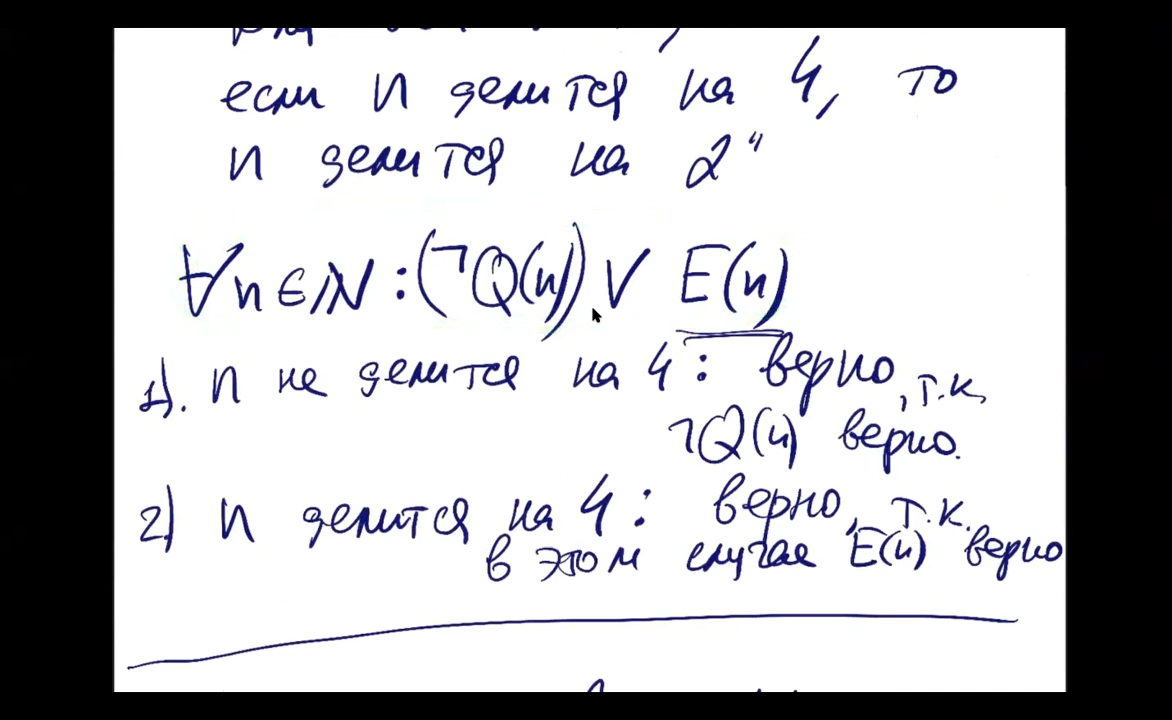 если n делится на 4, то
n делится на 2"
∀n∈ℕ:(¬Q(n)) ∨ E(n)
1). n не делится на 4: верно, т.к.
¬Q(n) верно.
2) n делится на 4: верно, т.к.
в этом случае E(n) верно